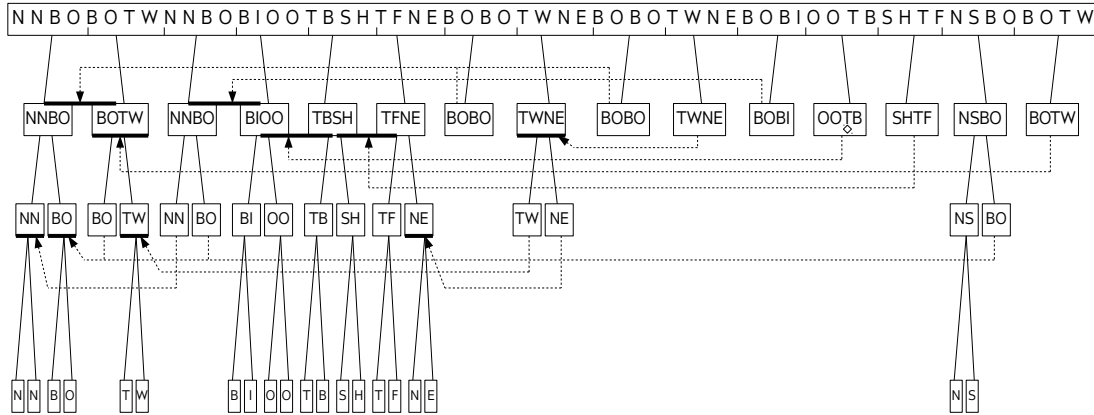 N N B O B O T W N N B O B I O O T B S H T F N E B O B O T W N E B O B O T W N E B O B I O O T B S H T F N S B O B O T W
NNBO BOTW NNBO BIOO TBSH TFNE BOBO TWNE BOBO TWNE BOBI OOTB SHTF NSBO BOTW
NN BO BO TW NN BO BI OO TB SH TF NE TW NE NS BO
N N B O T W B I O O T B S H T F N E N S